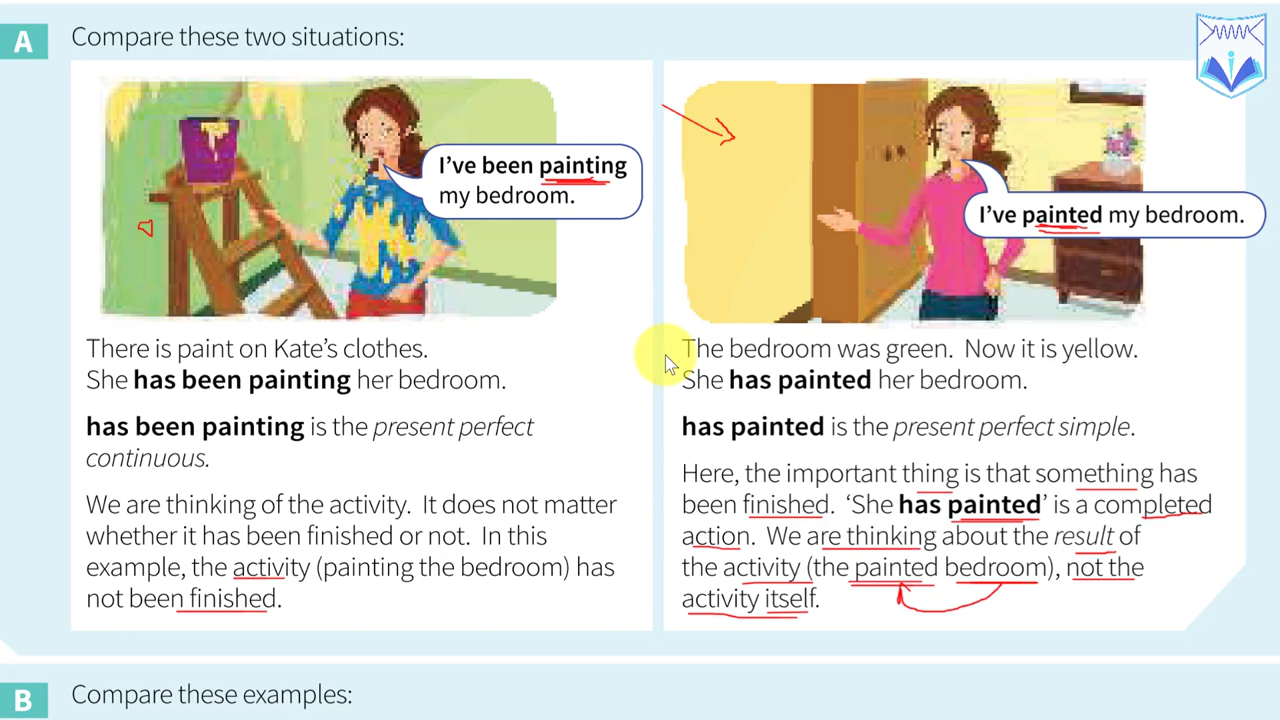 A
Compare these two situations:
I've been painting
my bedroom.
There is paint on Kate's clothes.
She has been painting her bedroom.
has been painting is the present perfect
continuous.
We are thinking of the activity. It does not matter
whether it has been finished or not. In this
example, the activity (painting the bedroom) has
not been finished.
I've painted my bedroom.
The bedroom was green. Now it is yellow.
She has painted her bedroom.
has painted is the present perfect simple.
Here, the important thing is that something has
been finished. ‘She has painted’ is a completed
action. We are thinking about the result of
the activity (the painted bedroom), not the
activity itself.
B
Compare these examples: